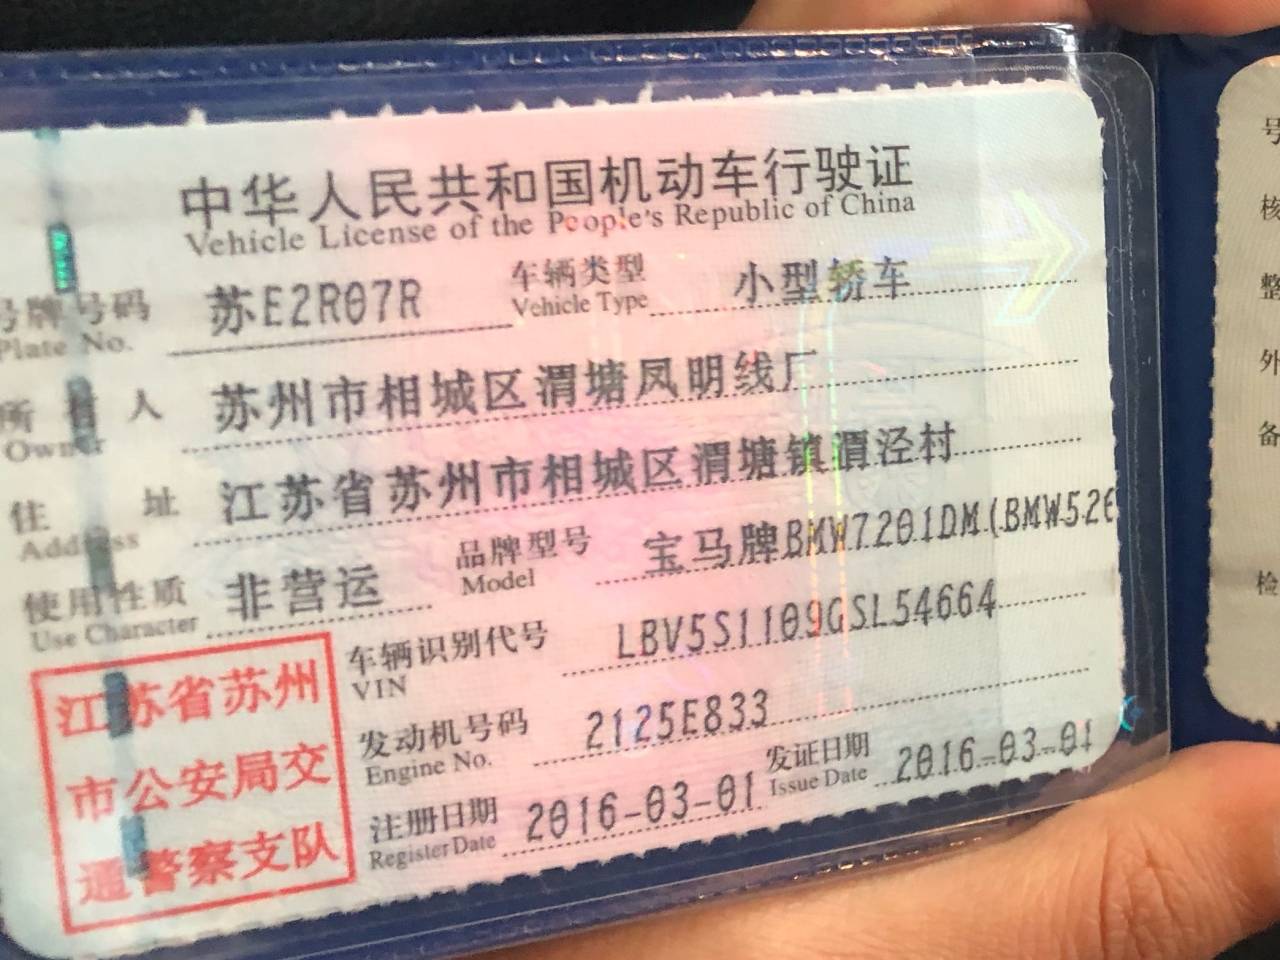 中华人民共和国机动车行驶证
Vehicle License of the People's Republic of China
号牌号码 苏E2R07R 车辆类型 小型轿车
Plate No. Vehicle Type
所有人 苏州市相城区渭塘凤明线厂
Owner
住址 江苏省苏州市相城区渭塘镇渭泾村
Address
使用性质 非营运 品牌型号 宝马牌BMW7201DM(BMW526
Use Character Model
车辆识别代号 LBV5S1109GSL54664
VIN
发动机号码 2125E833
Engine No.
注册日期 2016-03-01 发证日期 2016-03-01
Register Date Issue Date
江苏省苏州
市公安局交
通警察支队
号
核
整
外
备
检